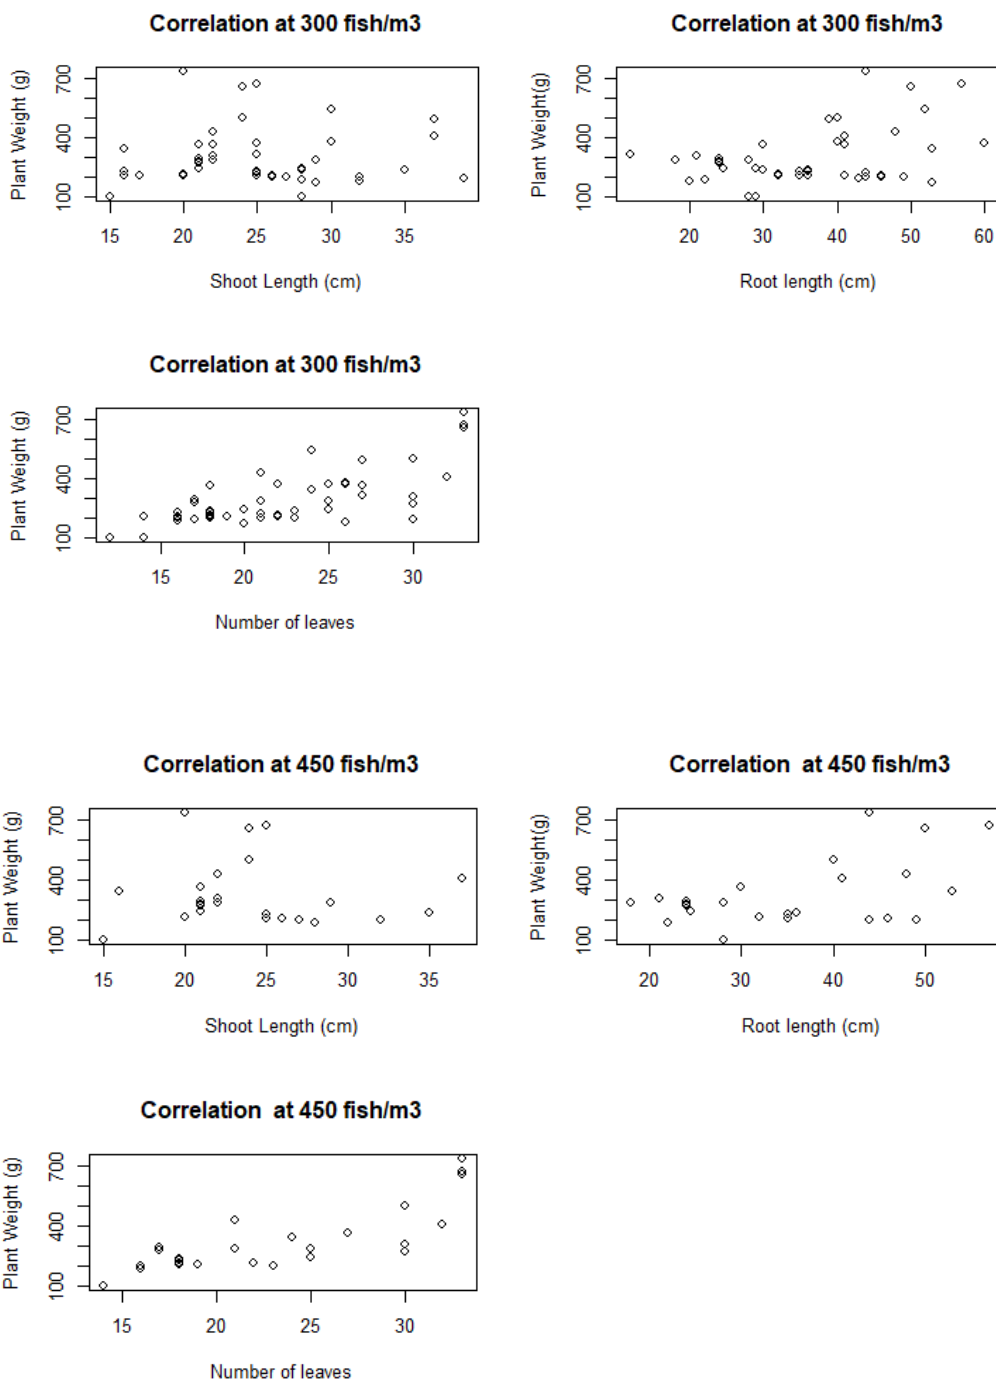 Correlation at 300 fish/m3
Plant Weight (g)
700
400
100
15 20 25 30 35
Shoot Length (cm)
Correlation at 300 fish/m3
Plant Weight(g)
700
400
100
20 30 40 50 60
Root length (cm)
Correlation at 300 fish/m3
Plant Weight (g)
700
400
100
15 20 25 30
Number of leaves
Correlation at 450 fish/m3
Plant Weight (g)
700
400
100
15 20 25 30 35
Shoot Length (cm)
Correlation at 450 fish/m3
Plant Weight(g)
700
400
100
20 30 40 50
Root length (cm)
Correlation at 450 fish/m3
Plant Weight (g)
700
400
100
15 20 25 30
Number of leaves